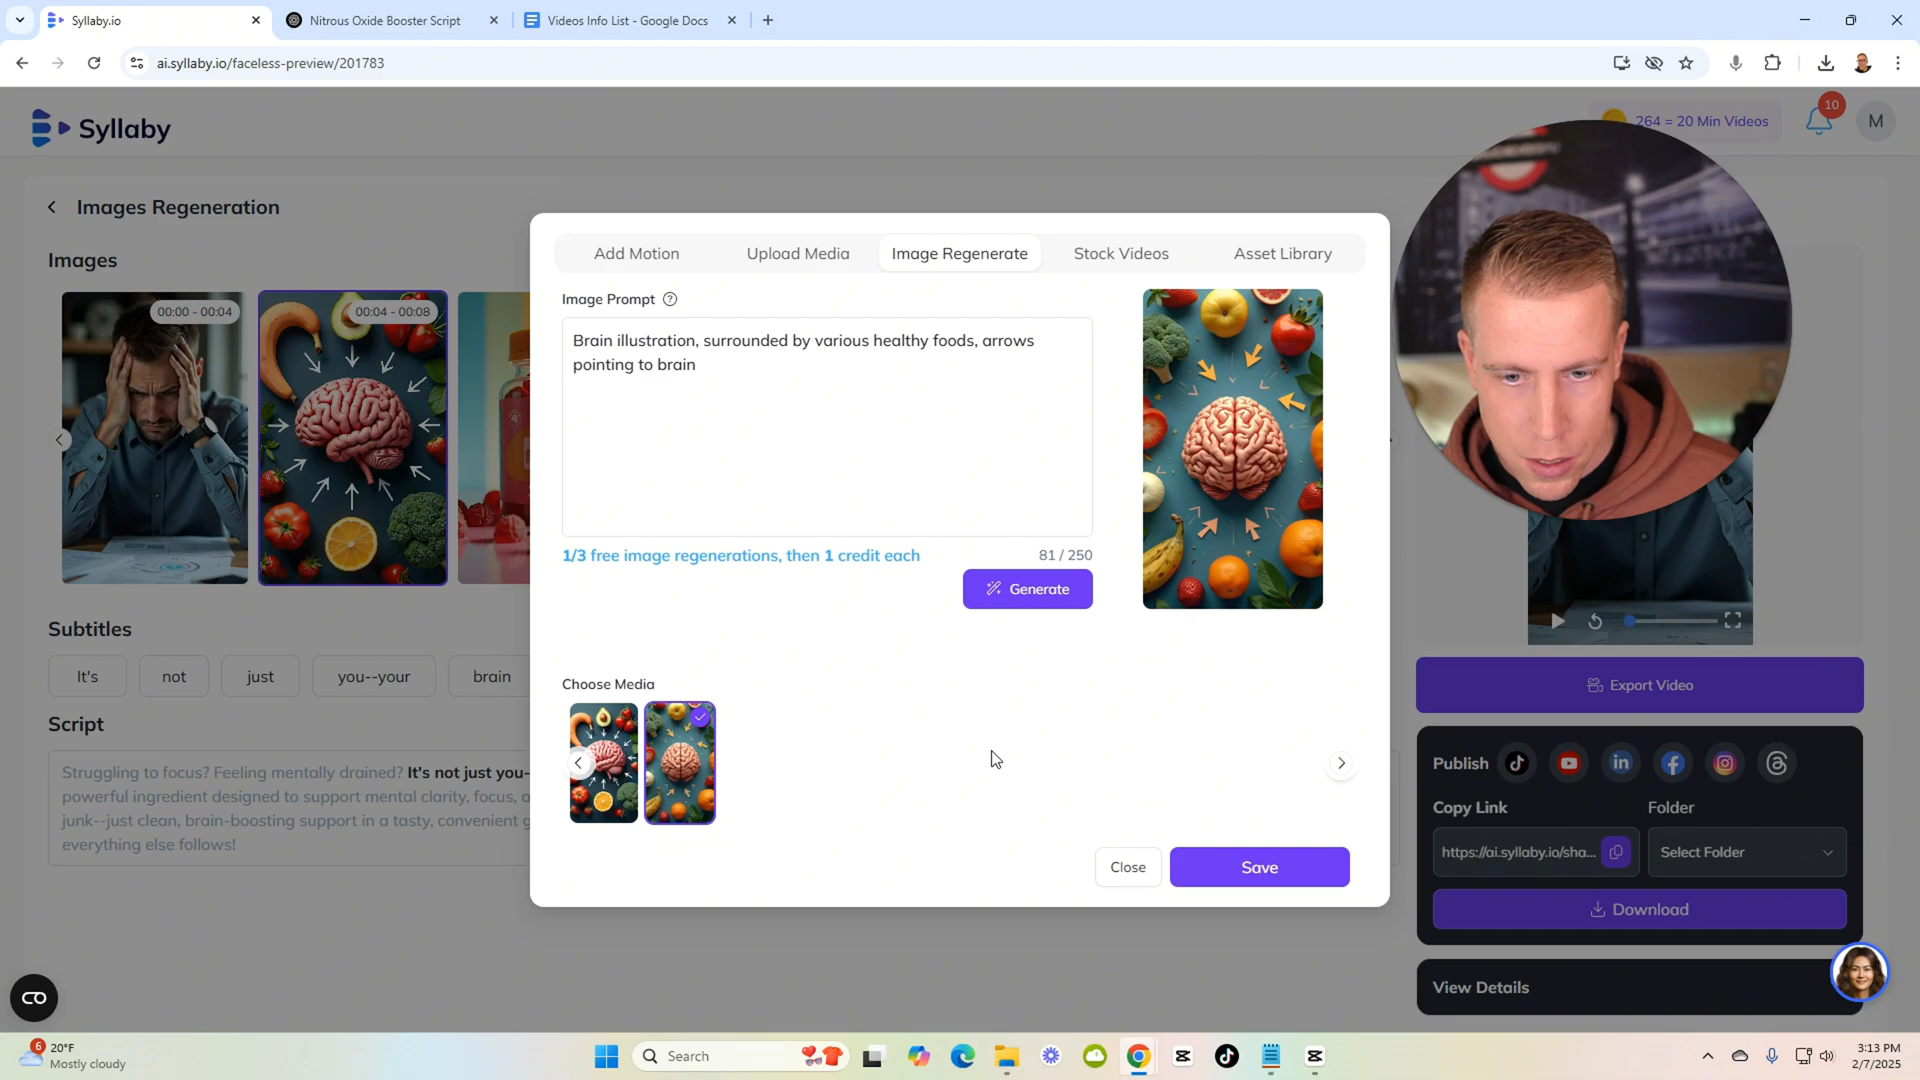 Syllaby.io
Nitrous Oxide Booster Script
Videos Info List - Google Docs
ai.syllaby.io/faceless-preview/201783
Syllaby
264 = 20 Min Videos
10
M
Images Regeneration
Images
00:00 - 00:04
00:04 - 00:08
Add Motion
Upload Media
Image Regenerate
Stock Videos
Asset Library
Image Prompt
Brain illustration, surrounded by various healthy foods, arrows
pointing to brain
1/3 free image regenerations, then 1 credit each
81 / 250
Generate
Choose Media
Close
Save
Subtitles
It's
not
just
you--your
brain
Script
Struggling to focus? Feeling mentally drained? It's not just you-
powerful ingredient designed to support mental clarity, focus, a
junk--just clean, brain-boosting support in a tasty, convenient g
everything else follows!
Export Video
Publish
Copy Link
Folder
https://ai.syllaby.io/sha...
Select Folder
Download
View Details
6
20°F
Mostly cloudy
Search
3:13 PM
2/7/2025